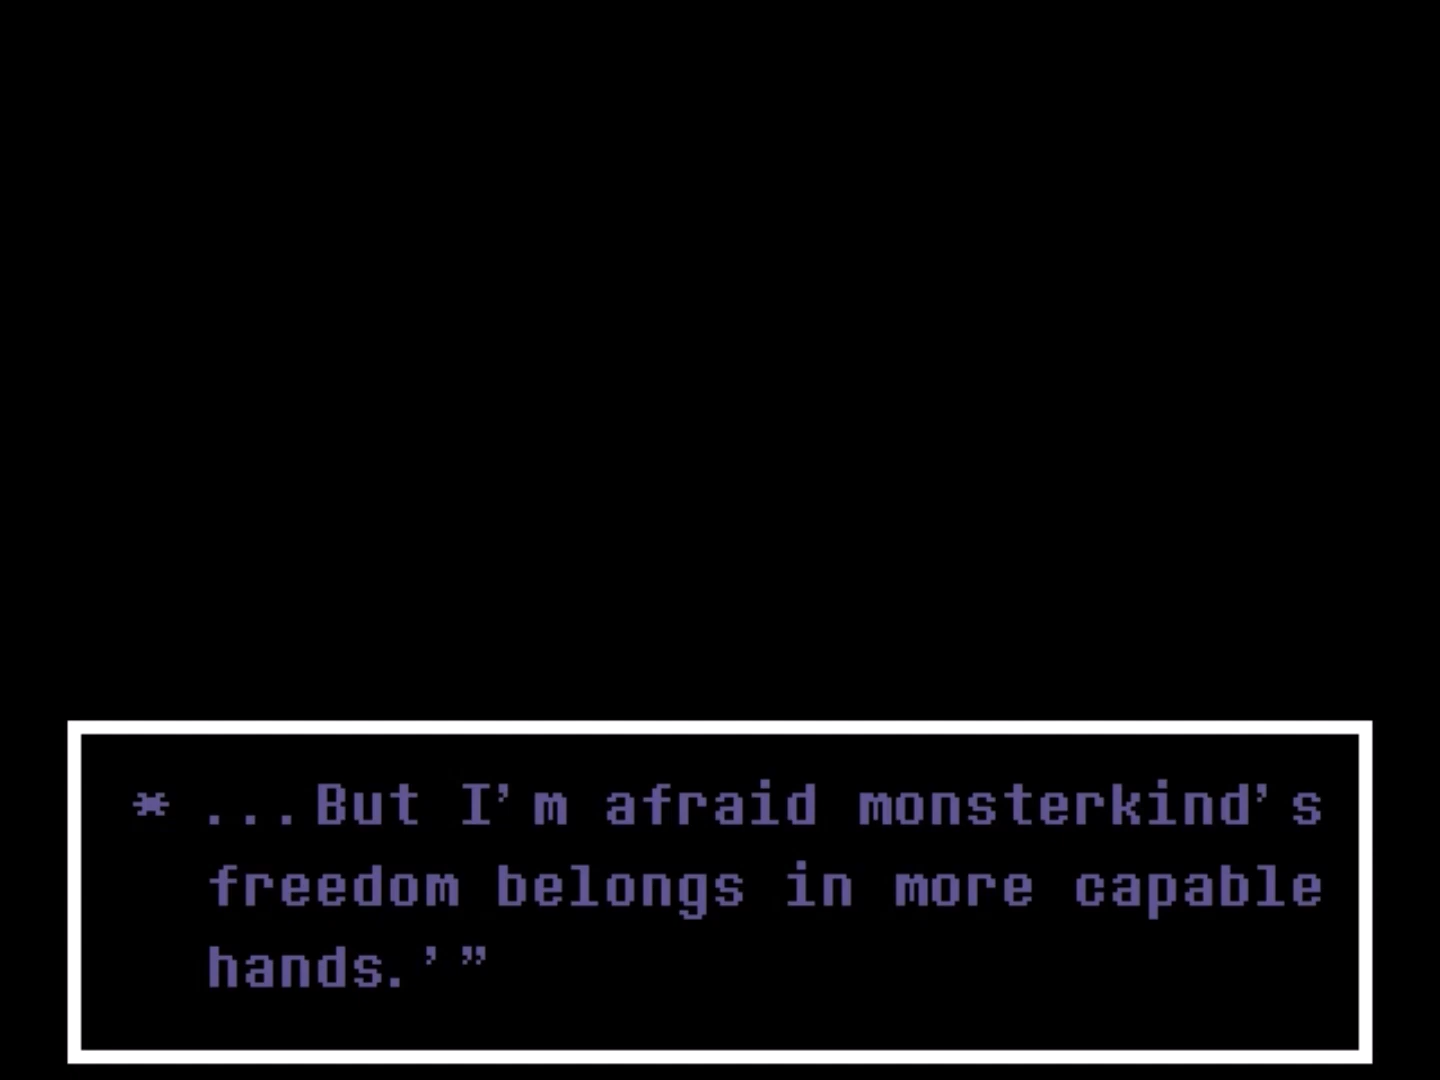 * ...But I’m afraid monsterkind’s
freedom belongs in more capable
hands.’”